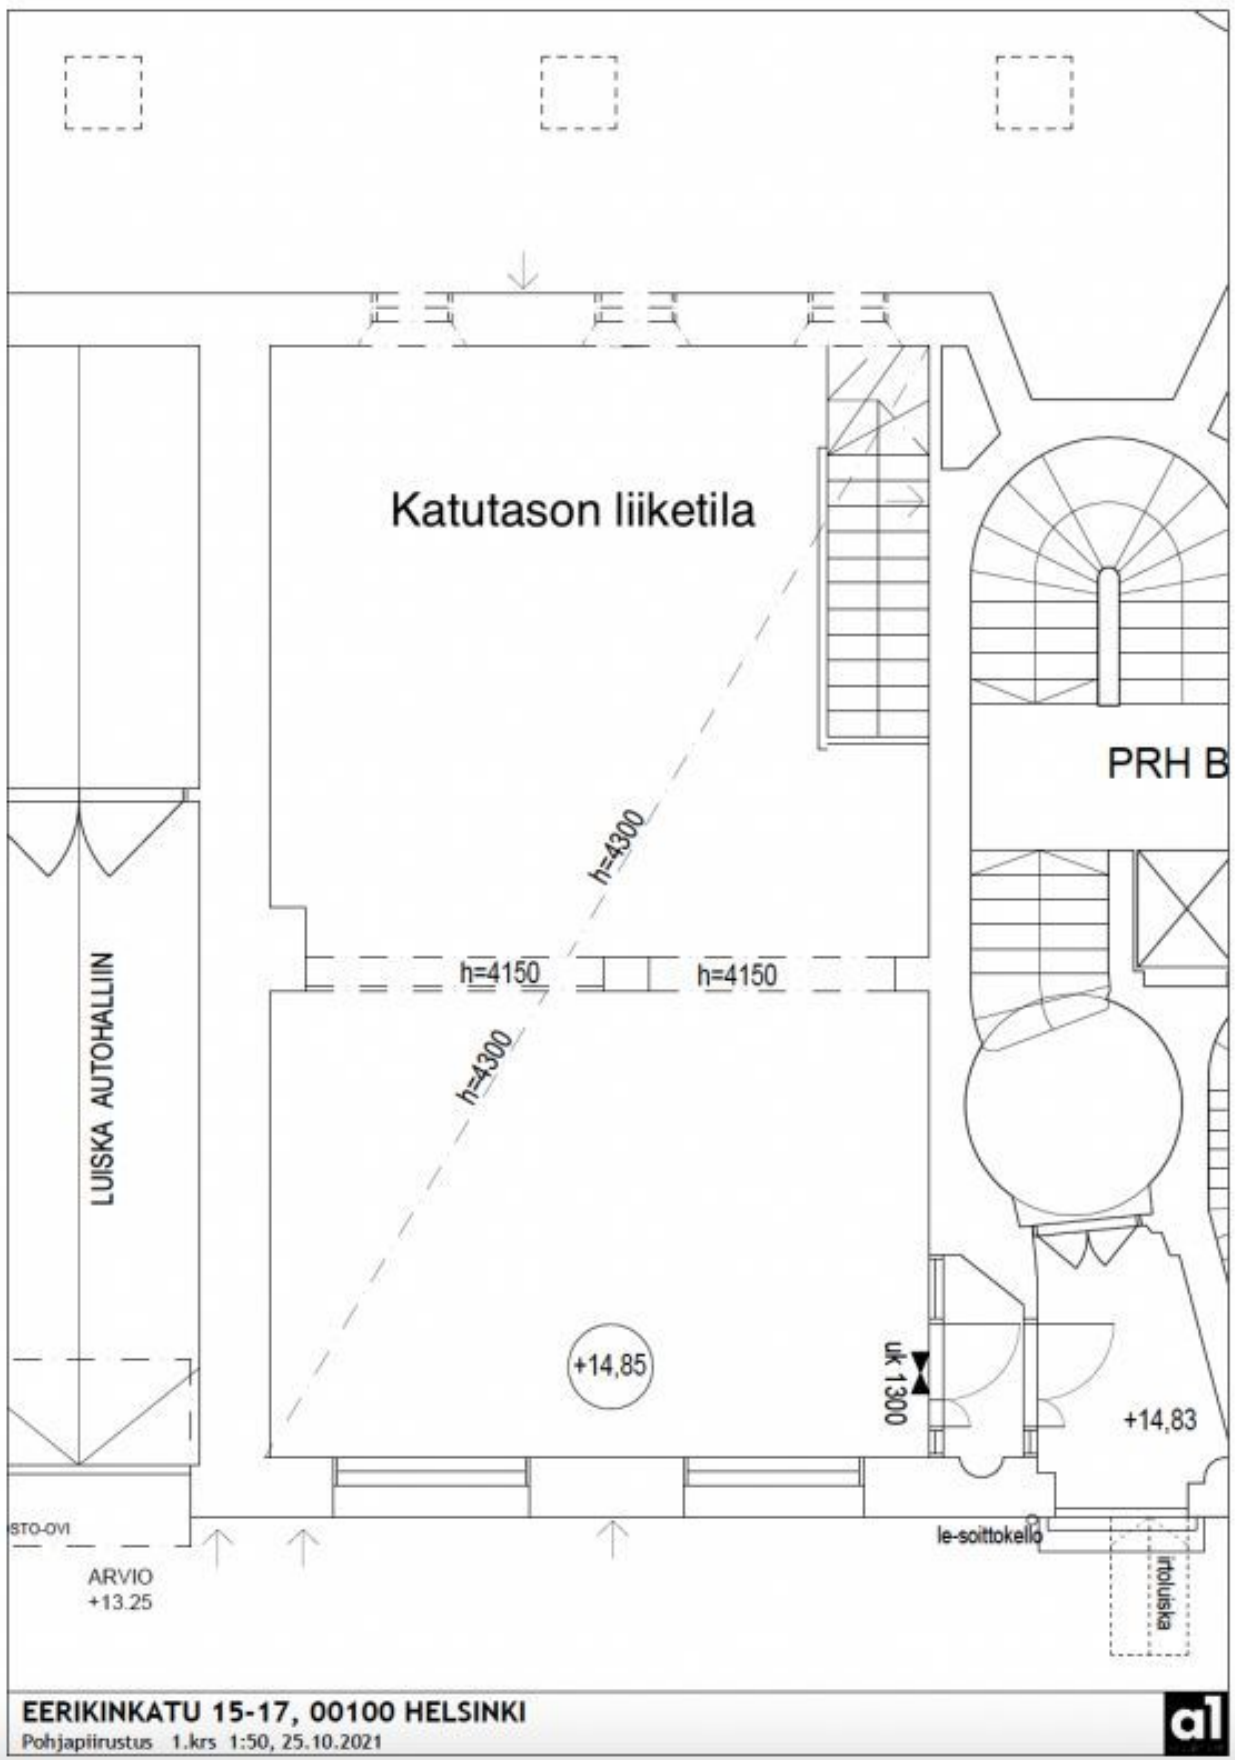 Katutason liiketila
PRH B
h=4300
h=4150
h=4150
h=4300
LUISKA AUTOHALLIIN
+14,85
uk 1300
+14,83
STO-OVI
le-soittokello
ARVIO
+13.25
irtoluiska
EERIKINKATU 15-17, 00100 HELSINKI
Pohjapiirustus 1.krs 1:50, 25.10.2021
a1